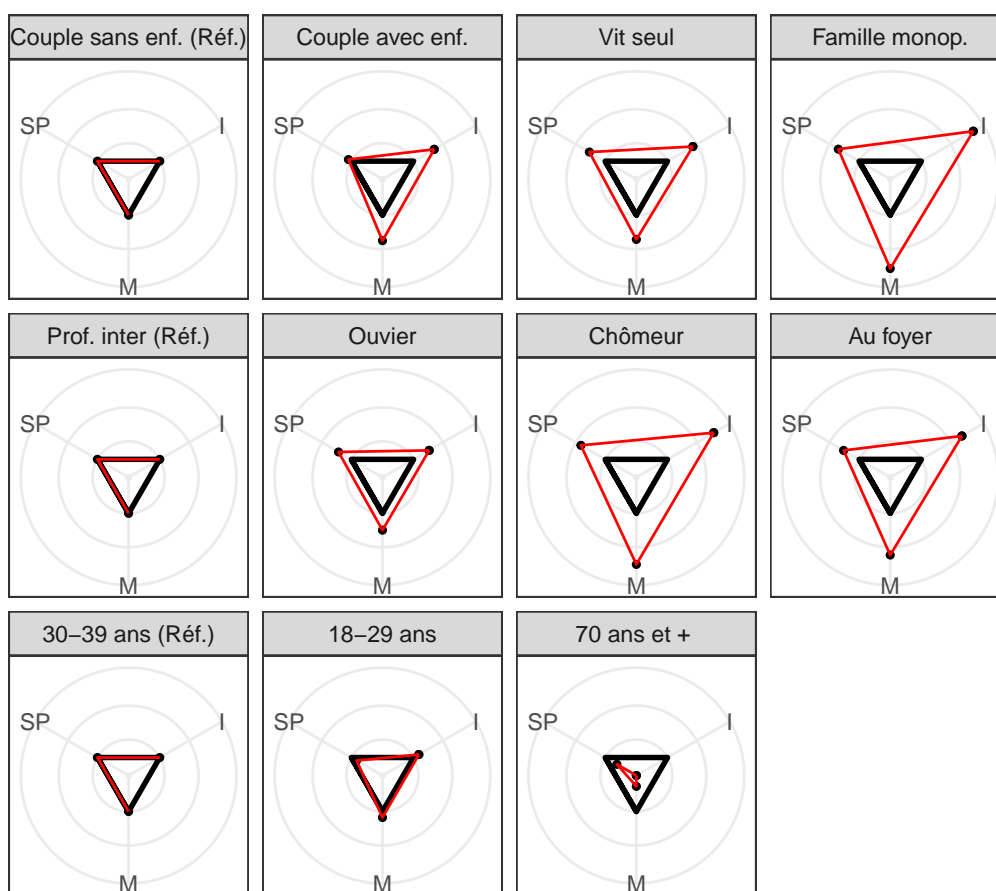 Couple sans enf. (Réf.)
SP
I
M
Couple avec enf.
SP
I
M
Vit seul
SP
I
M
Famille monop.
SP
I
M
Prof. inter (Réf.)
SP
I
M
Ouvier
SP
I
M
Chômeur
SP
I
M
Au foyer
SP
I
M
30−39 ans (Réf.)
SP
I
M
18−29 ans
SP
I
M
70 ans et +
SP
I
M